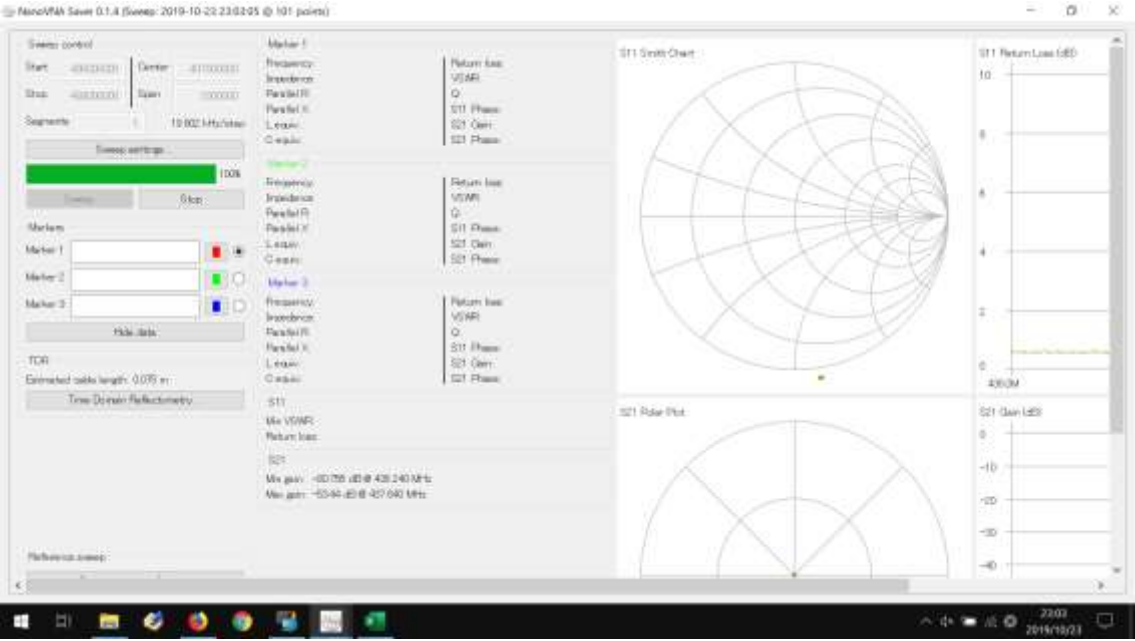 NanoVNA Saver 0.1.4 (Sweep: 2019-10-23 23:03:05 @ 101 points)
Sweep control
Start
Center
Stop
Span
Segments
Sweep settings...
100%
Sweep
Stop
Markers
Marker 1
Marker 2
Marker 3
Hide data
TDR
Estimated cable length: 0.075 m
Time Domain Reflectometry
Reference sweep
Marker 1
Frequency:
Impedance:
Parallel R:
Parallel X:
L equiv.:
C equiv.:
Return loss:
VSWR:
Q:
S11 Phase:
S21 Gain:
S21 Phase:
Marker 2
Frequency:
Impedance:
Parallel R:
Parallel X:
L equiv.:
C equiv.:
Return loss:
VSWR:
Q:
S11 Phase:
S21 Gain:
S21 Phase:
Marker 3
Frequency:
Impedance:
Parallel R:
Parallel X:
L equiv.:
C equiv.:
Return loss:
VSWR:
Q:
S11 Phase:
S21 Gain:
S21 Phase:
S11
Min VSWR:
Return loss:
S21
Min gain:
Max gain:
S11 Smith Chart
S21 Polar Plot
S11 Return Loss (dB)
10
8
6
4
2
0
S21 Gain (dB)
0
-10
-20
-30
-40
23:03
2019/10/23